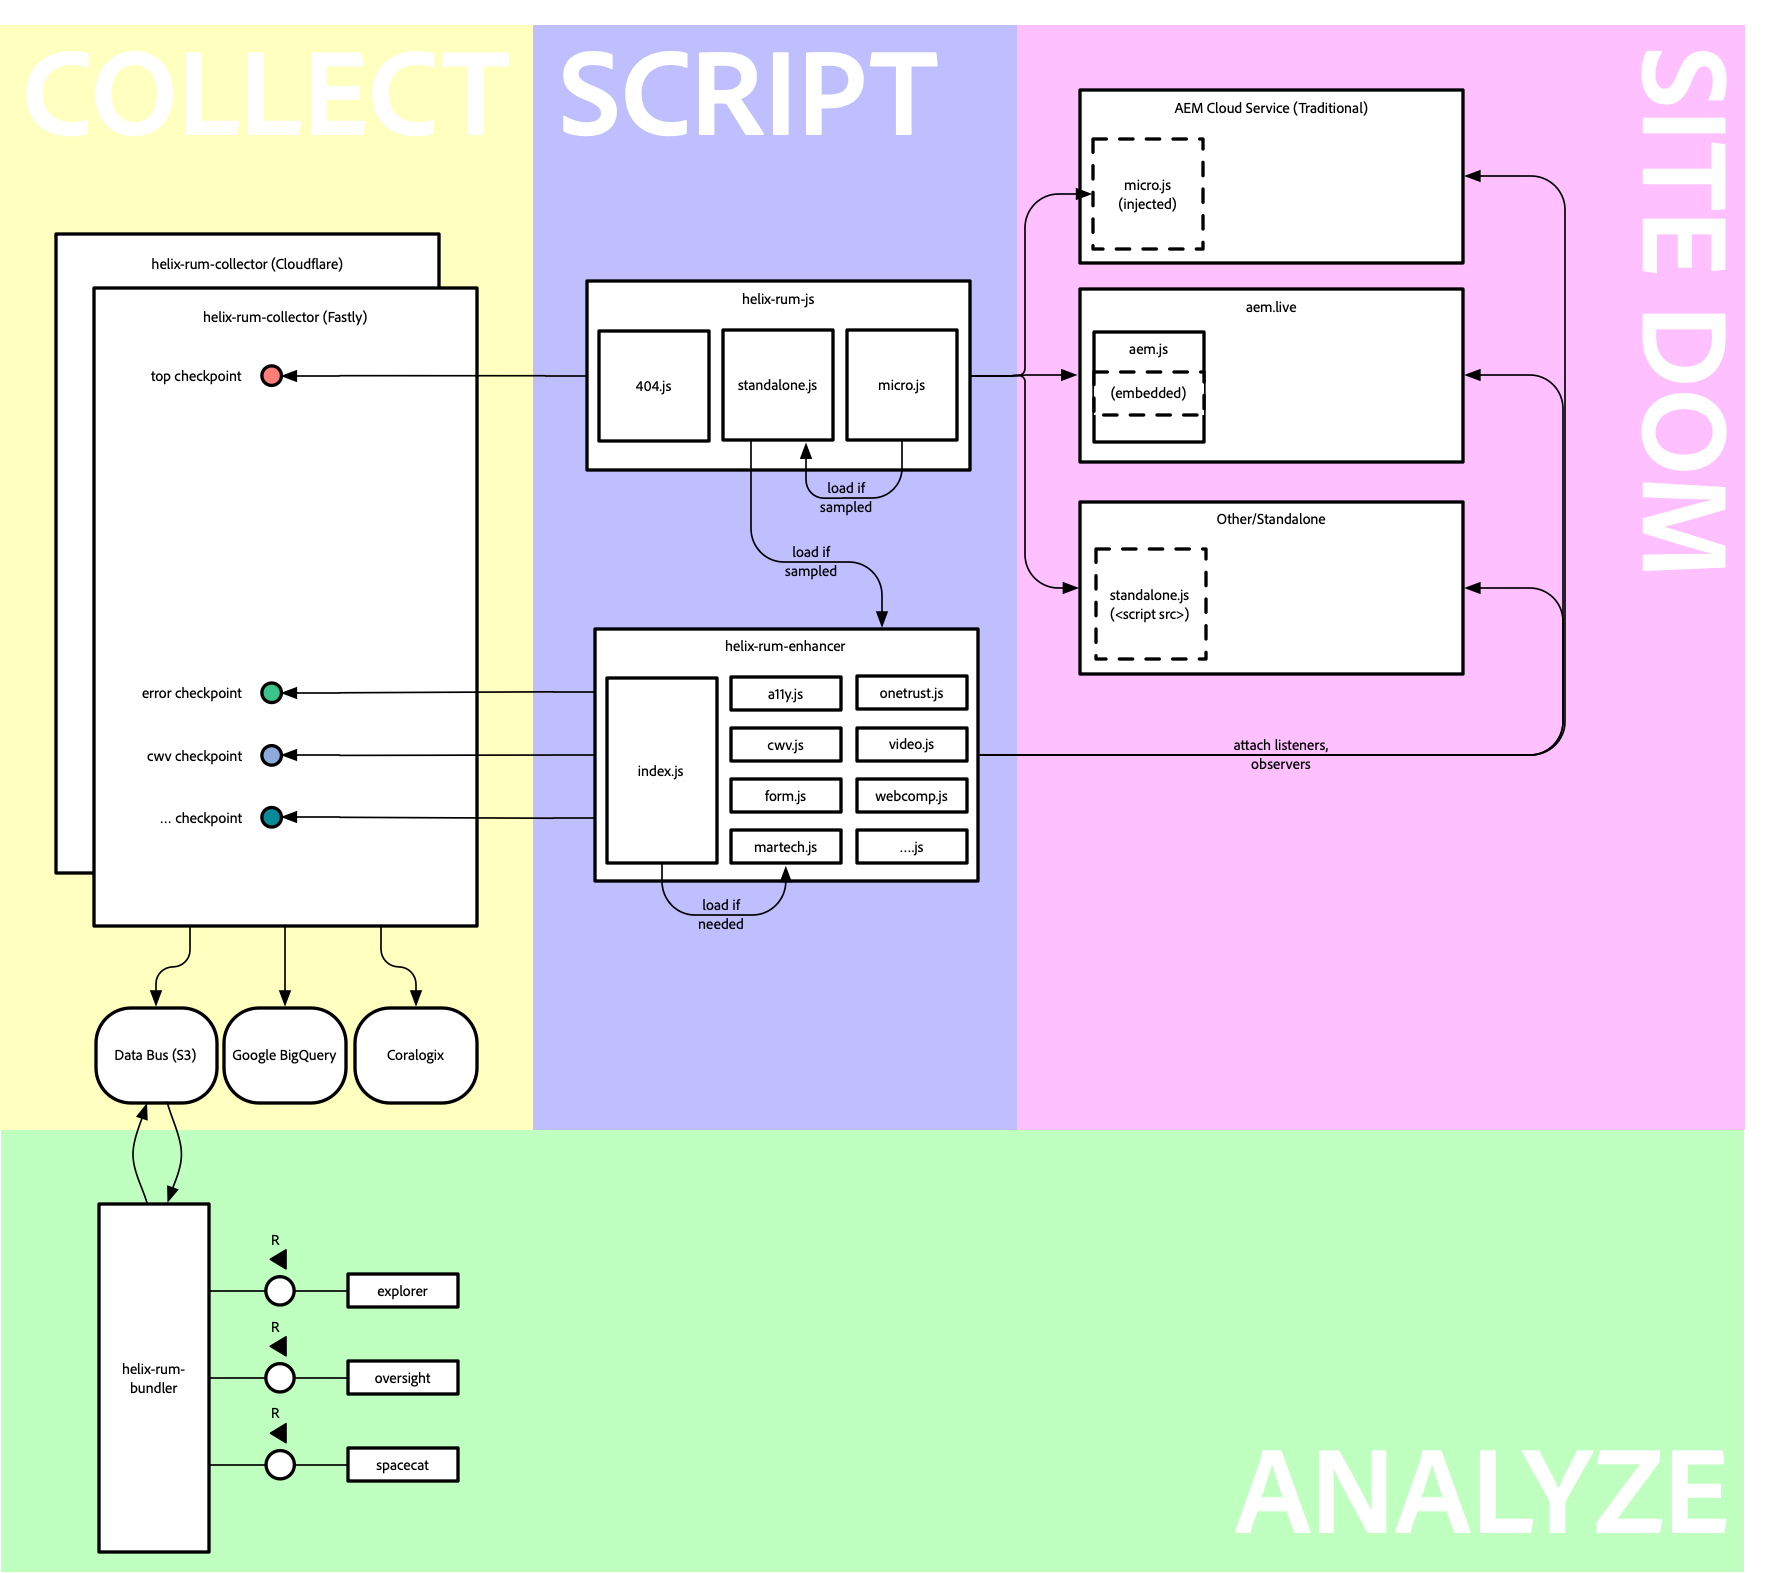 COLLECT
SCRIPT
SITE DOM
helix-rum-collector (Cloudflare)
helix-rum-collector (Fastly)
top checkpoint
error checkpoint
cwv checkpoint
... checkpoint
Data Bus (S3)
Google BigQuery
Coralogix
helix-rum-js
404.js
standalone.js
micro.js
load if
sampled
load if
sampled
helix-rum-enhancer
index.js
a11y.js
onetrust.js
cwv.js
video.js
form.js
webcomp.js
martech.js
....js
load if
needed
AEM Cloud Service (Traditional)
micro.js
(injected)
aem.live
aem.js
(embedded)
Other/Standalone
standalone.js
(<script src>)
attach listeners,
observers
helix-rum-
bundler
R
explorer
R
oversight
R
spacecat
ANALYZE